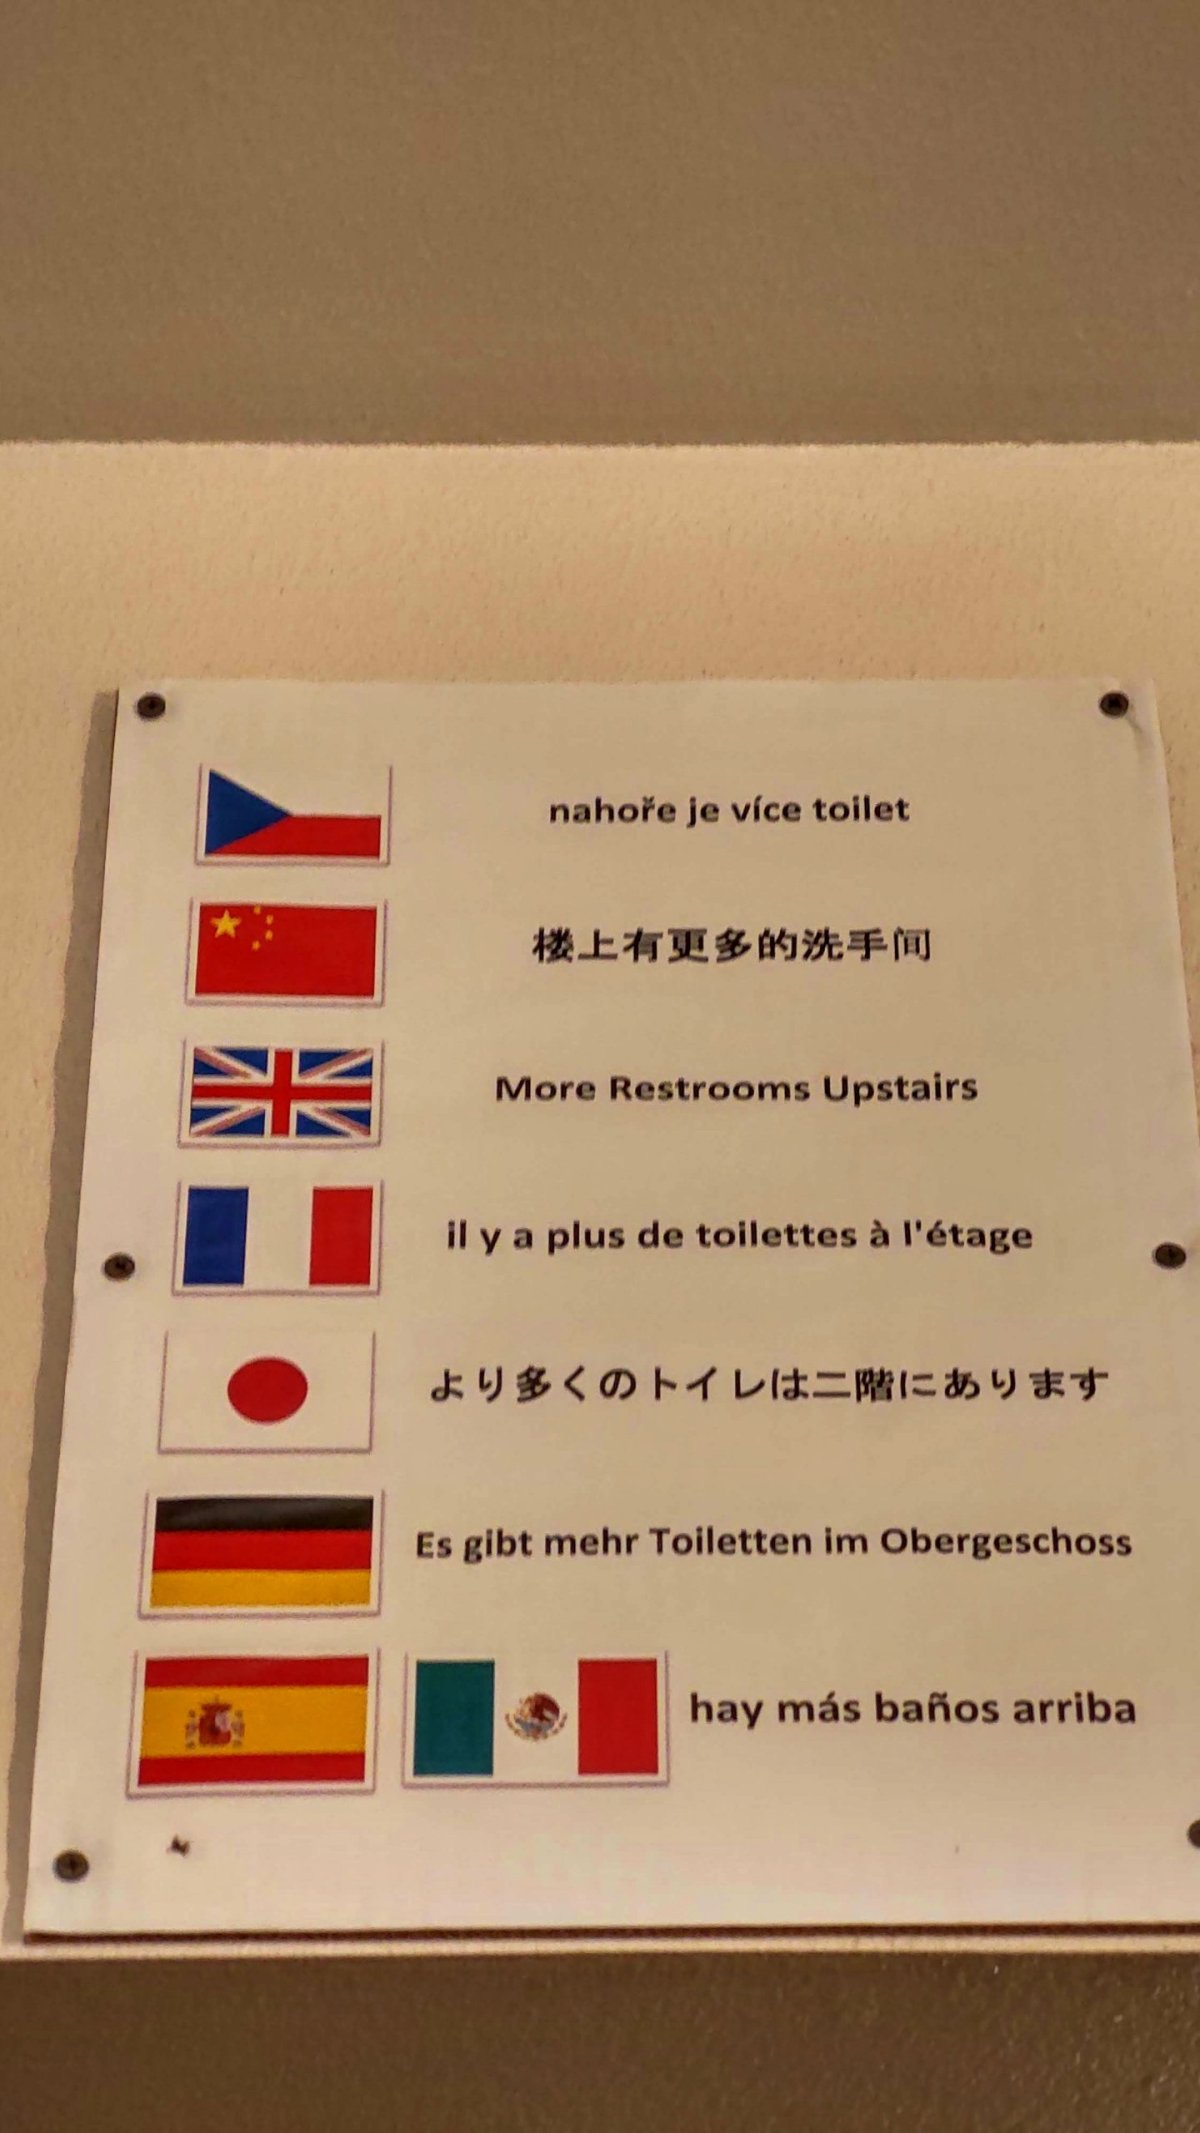 nahoře je více toilet
楼上有更多的洗手间
More Restrooms Upstairs
il y a plus de toilettes à l'étage
より多くのトイレは二階にあります
Es gibt mehr Toiletten im Obergeschoss
hay más baños arriba